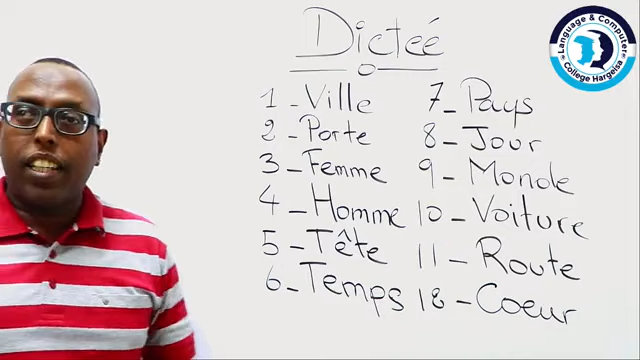 Dicteé
1 - Ville
2 - Porte
3 - Femme
4 - Homme
5 - Tête
6 - Temps
7 - Pays
8 - Jour
9 - Monde
10 - Voiture
11 - Route
18 - Coeur
Language & Computer
College Hargeisa